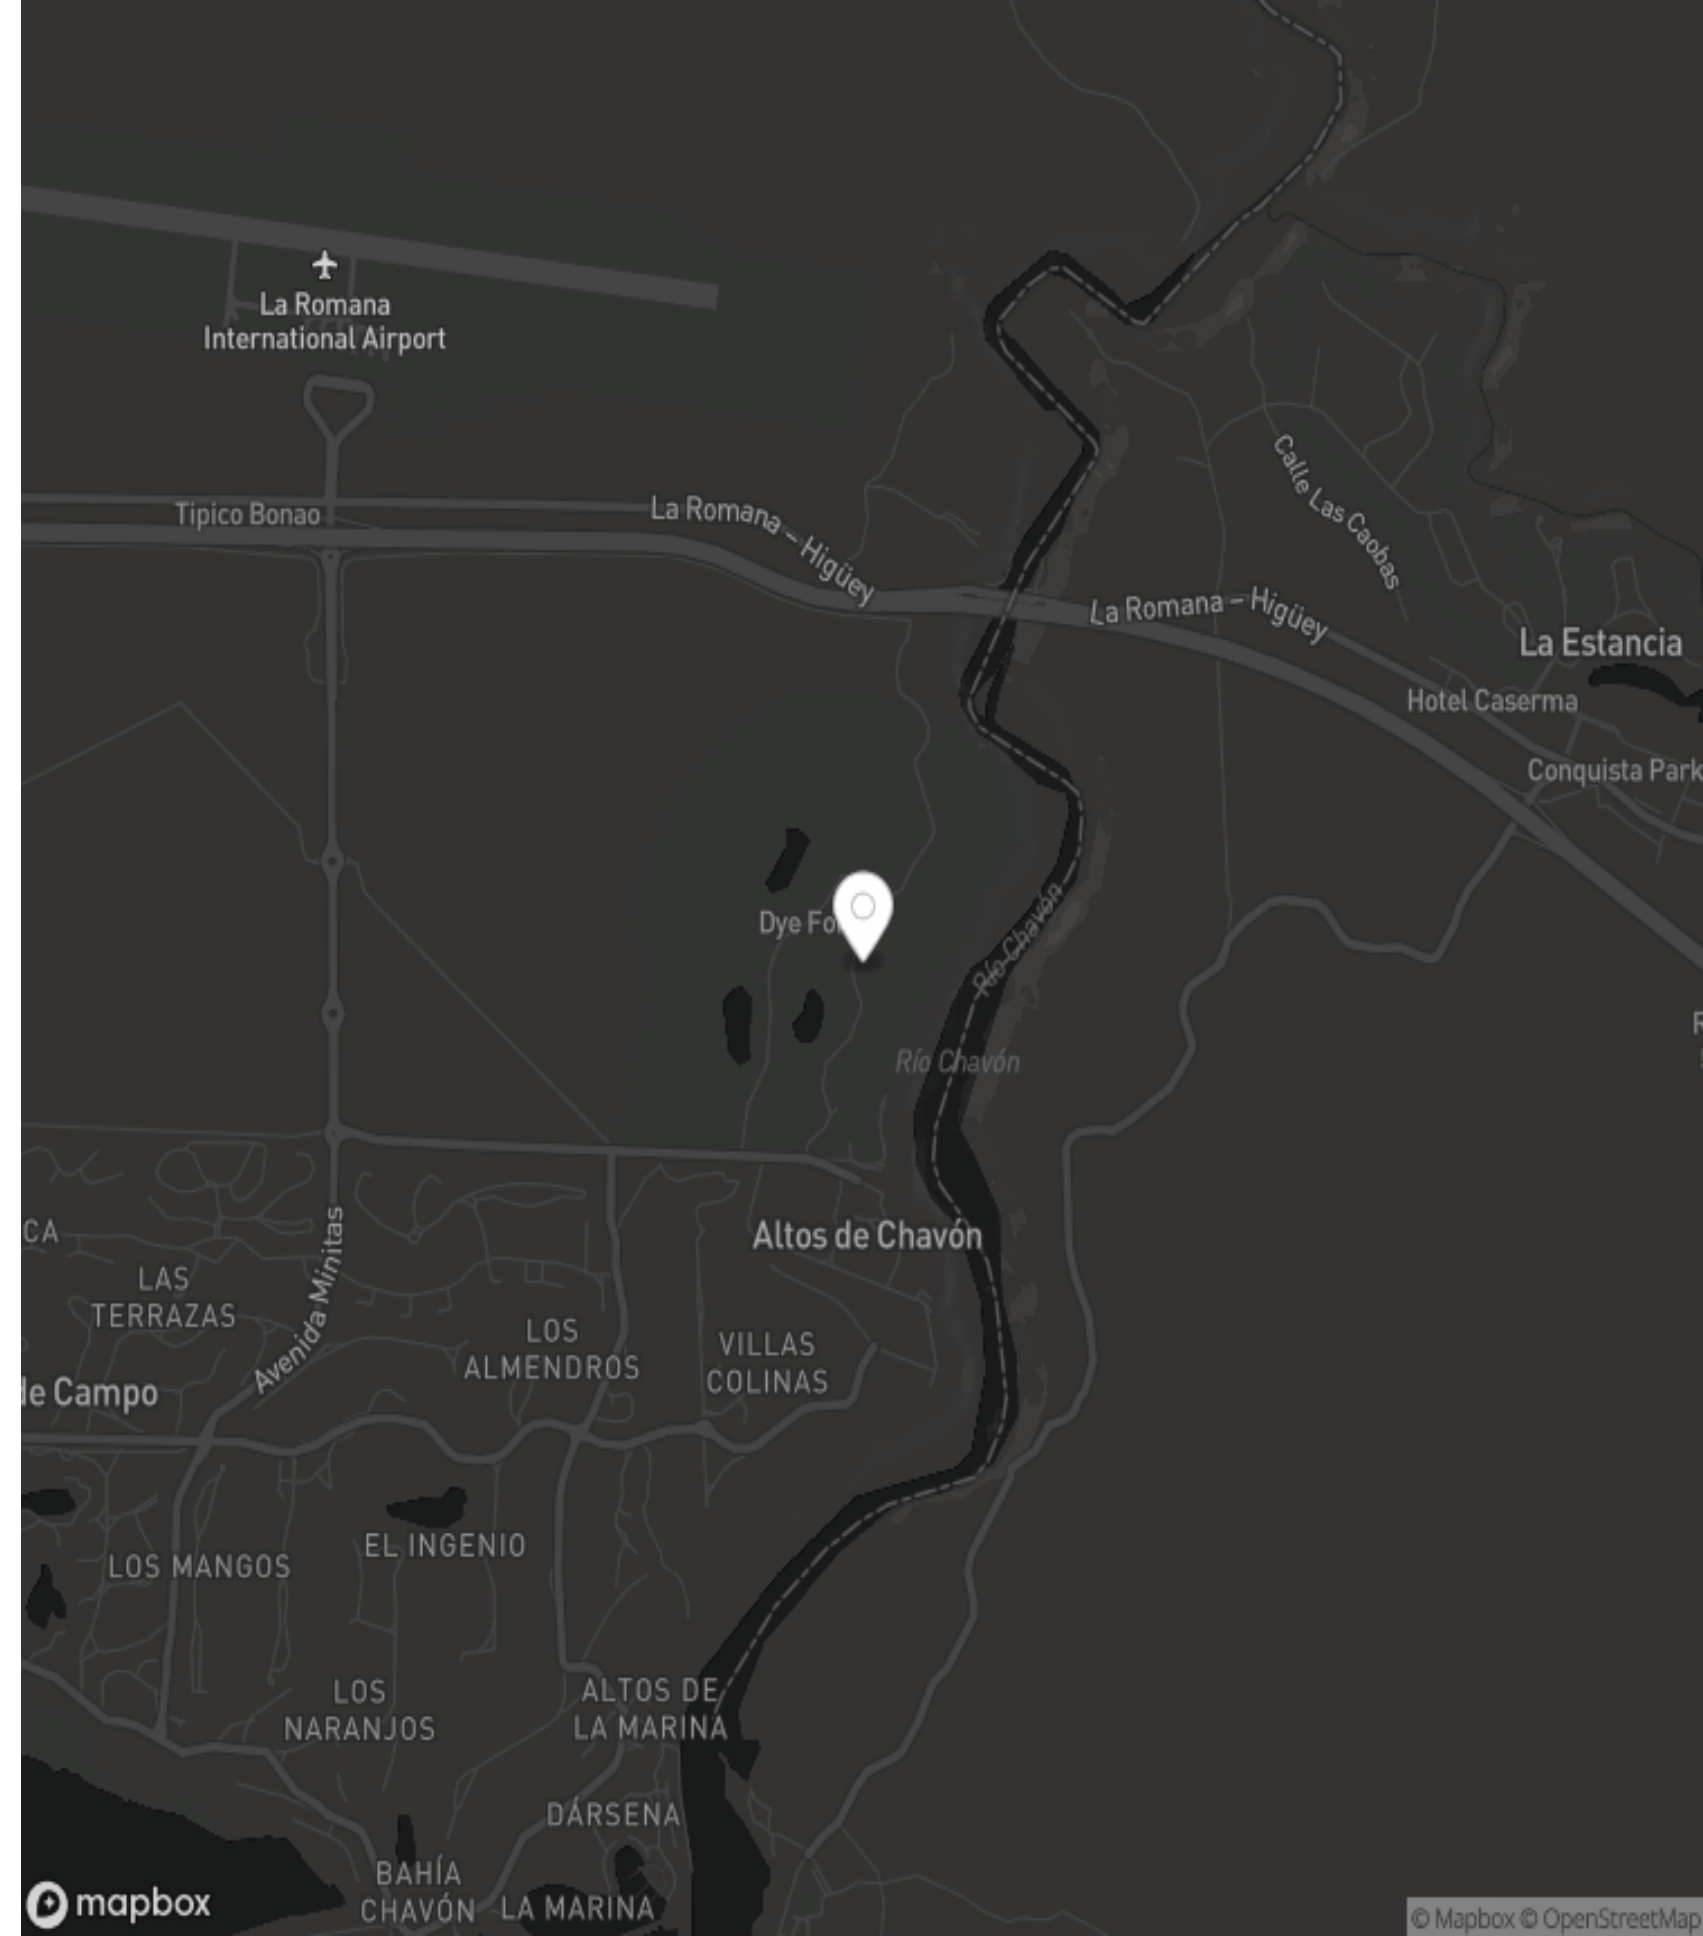 La Romana
International Airport
Tipico Bonao
La Romana – Higüey
Calle Las Caobas
La Romana – Higüey
La Estancia
Hotel Caserma
Conquista Park
Dye Fo
Río Chavón
Río Chavón
R
Altos de Chavón
CA
LAS
TERRAZAS
Avenida Minitas
LOS
ALMENDROS
VILLAS
COLINAS
de Campo
EL INGENIO
LOS MANGOS
LOS
NARANJOS
ALTOS DE
LA MARINA
DÁRSENA
BAHÍA
CHAVÓN
LA MARINA
mapbox
© Mapbox © OpenStreetMap